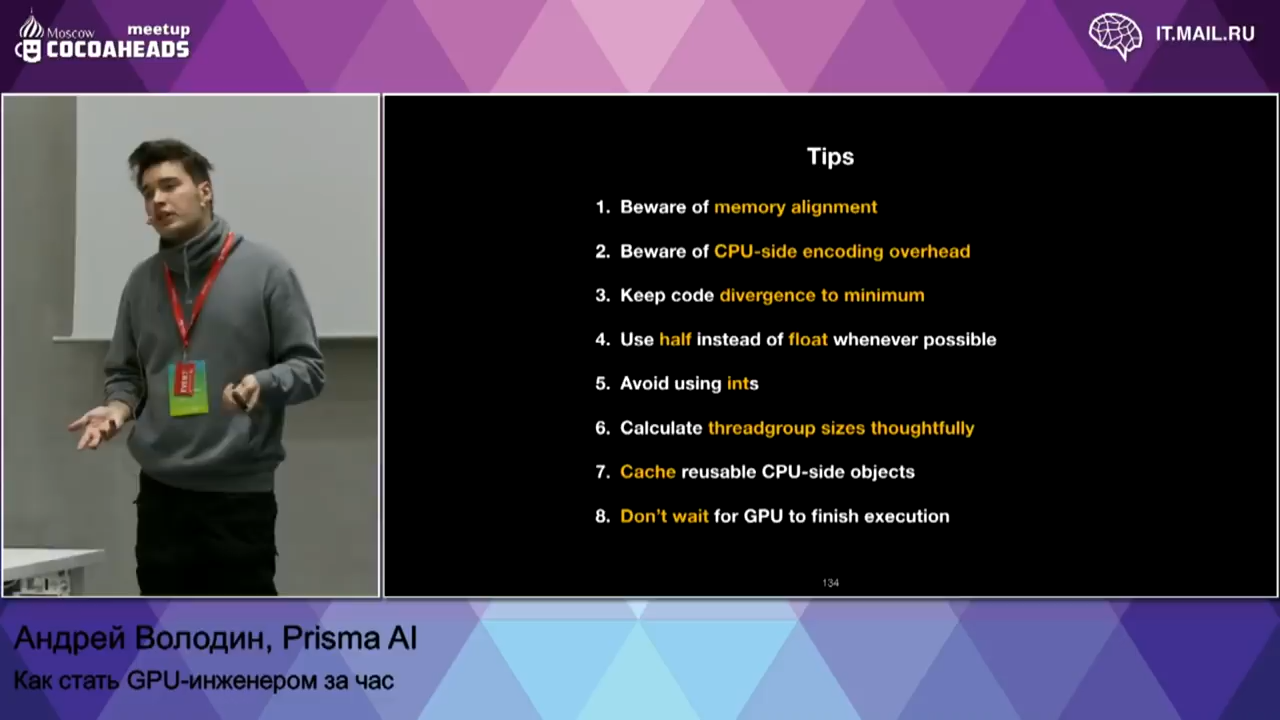 Moscow meetup
COCOAHEADS
IT.MAIL.RU
Tips
1. Beware of memory alignment
2. Beware of CPU-side encoding overhead
3. Keep code divergence to minimum
4. Use half instead of float whenever possible
5. Avoid using ints
6. Calculate threadgroup sizes thoughtfully
7. Cache reusable CPU-side objects
8. Don't wait for GPU to finish execution
134
EVENT
Андрей Володин, Prisma AI
Как стать GPU-инженером за час